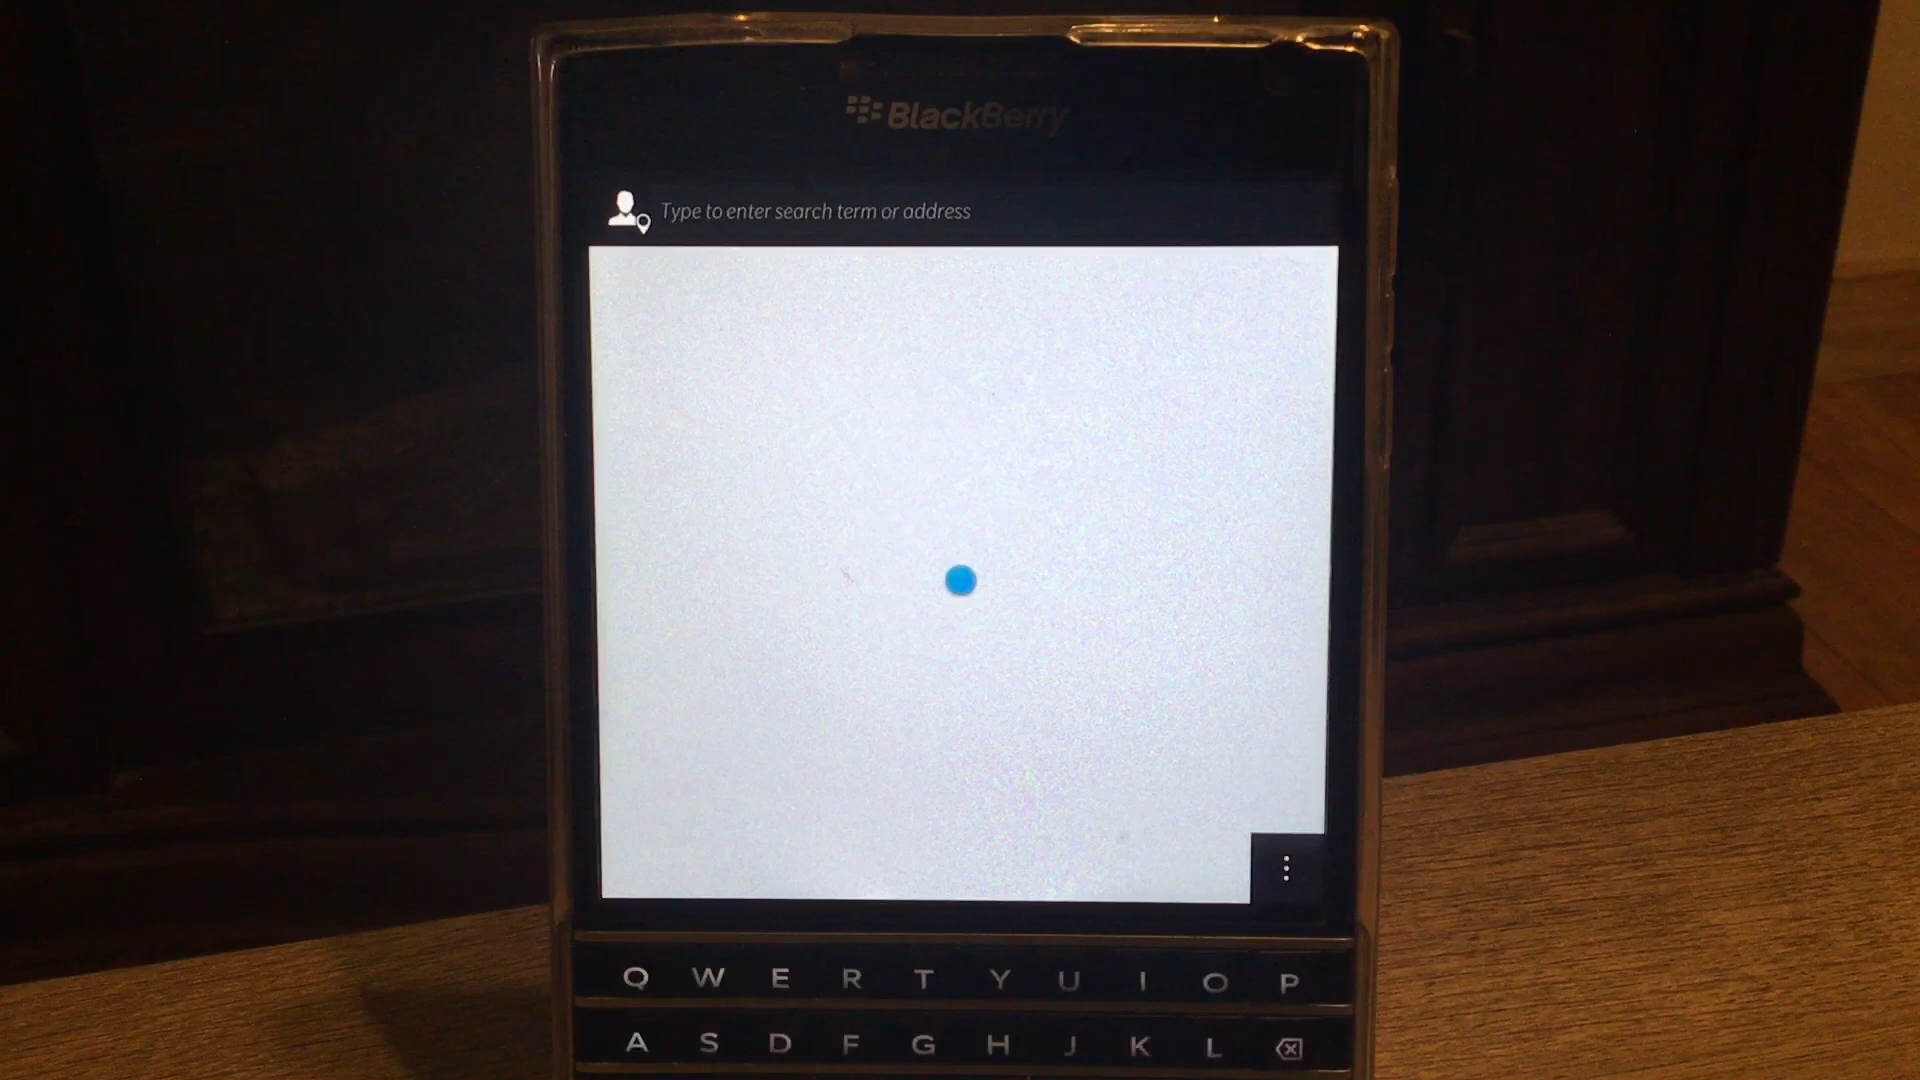 BlackBerry
Type to enter search term or address
Q W E R T Y U I O P
A S D F G H J K L